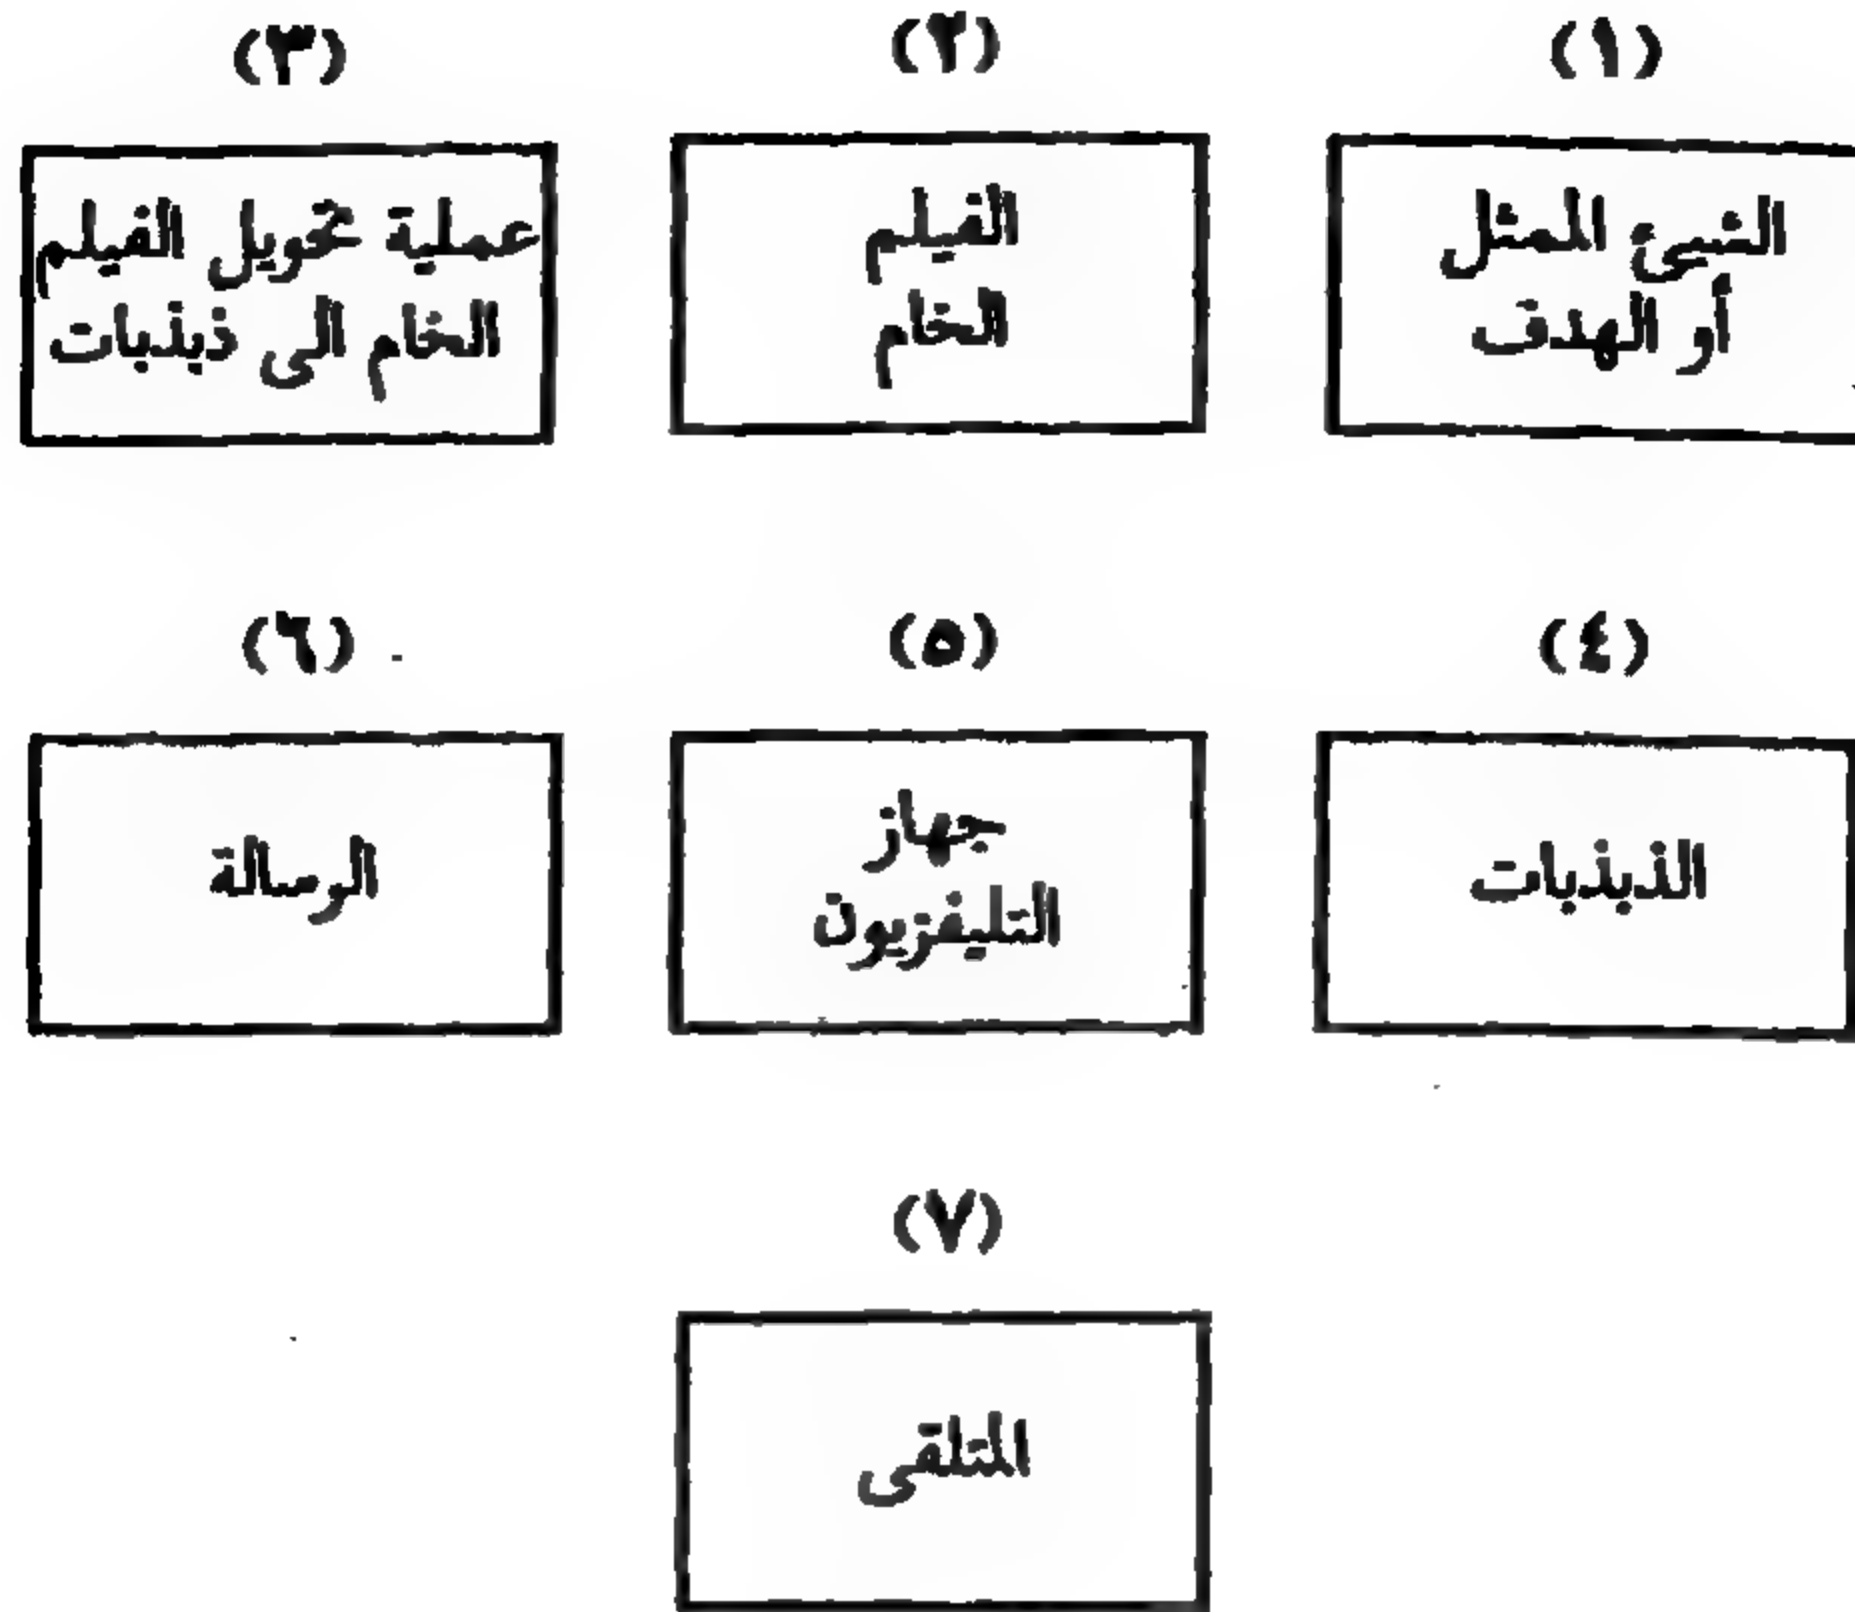 (١)
الشيئ الممثل
أو الهدف
(٢)
الفيلم
الخام
(٣)
عملية تحويل الفيلم
الخام الى ذبذبات
(٤)
الذبذبات
(٥)
جهاز
التليفزيون
(٦)
الرسالة
(٧)
المتلقى